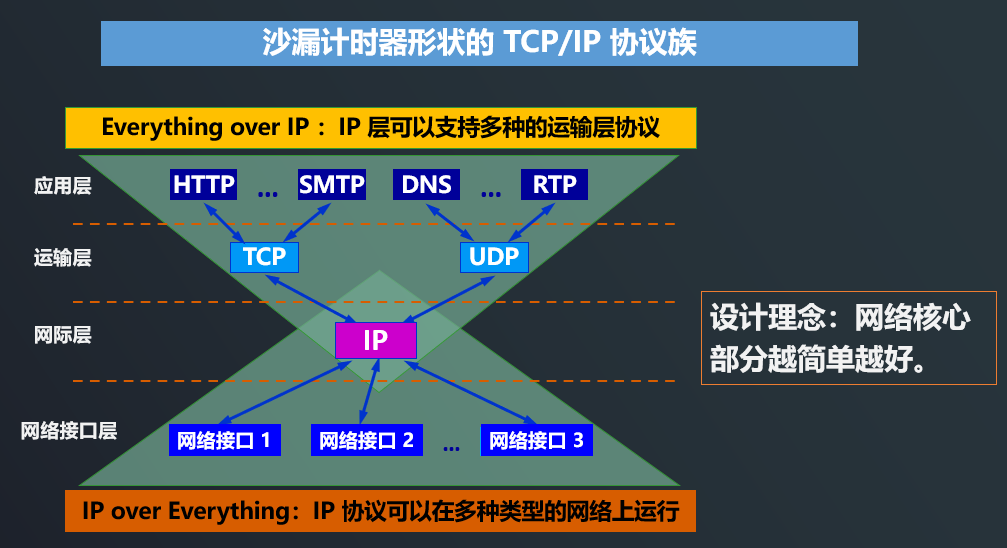 沙漏计时器形状的 TCP/IP 协议族
Everything over IP ：IP 层可以支持多种的运输层协议
应用层
HTTP ... SMTP DNS ... RTP
运输层
TCP UDP
网际层
IP
设计理念：网络核心
部分越简单越好。
网络接口层
网络接口 1 网络接口 2 ... 网络接口 3
IP over Everything：IP 协议可以在多种类型的网络上运行